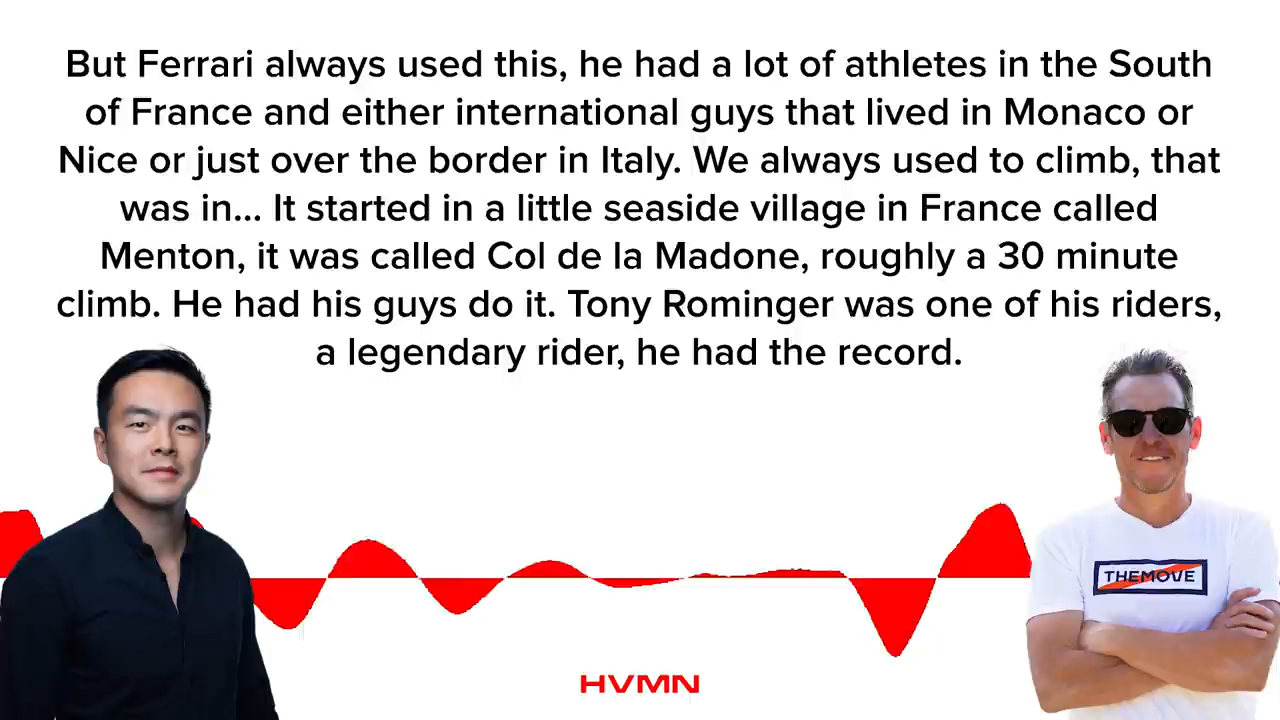 But Ferrari always used this, he had a lot of athletes in the South
of France and either international guys that lived in Monaco or
Nice or just over the border in Italy. We always used to climb, that
was in... It started in a little seaside village in France called
Menton, it was called Col de la Madone, roughly a 30 minute
climb. He had his guys do it. Tony Rominger was one of his riders,
a legendary rider, he had the record.
THEMOVE
HVMN